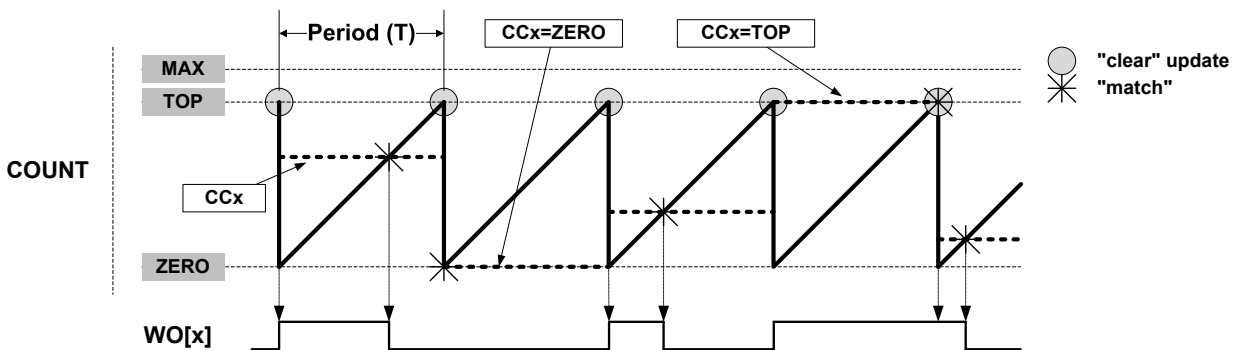 Period (T)
CCx=ZERO
CCx=TOP
"clear" update
"match"
MAX
TOP
COUNT
CCx
ZERO
WO[x]